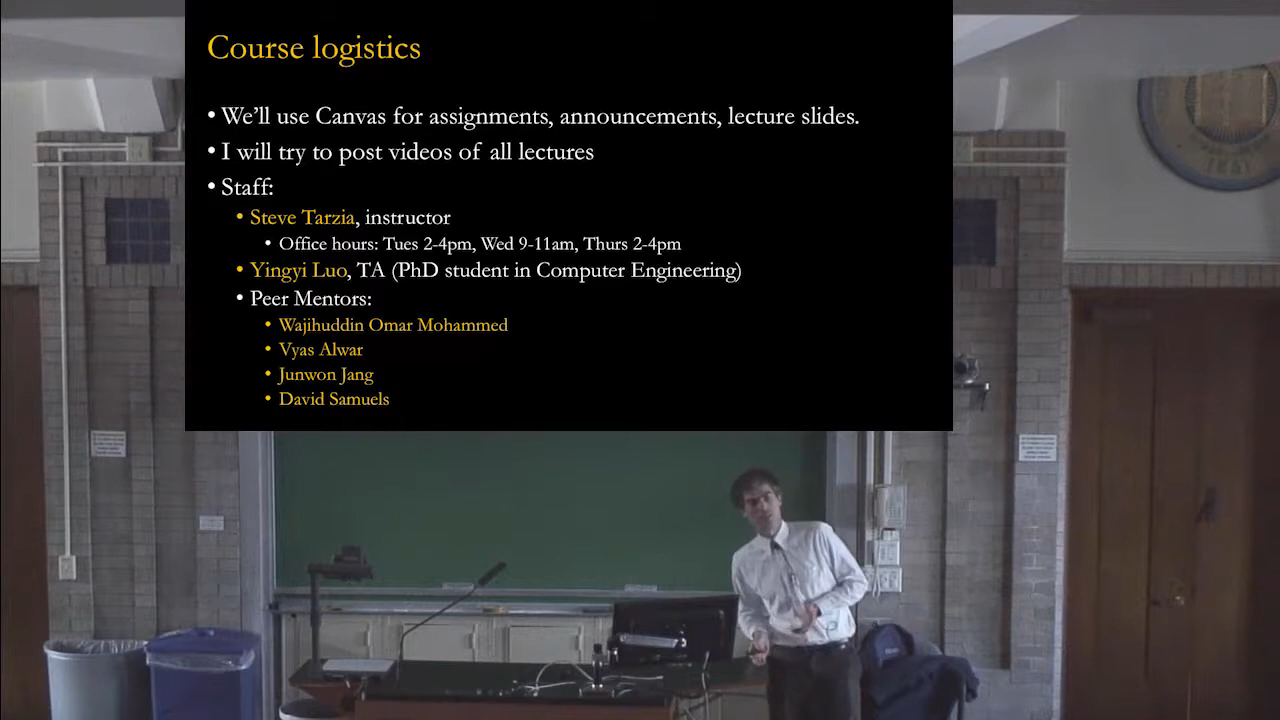 Course logistics
• We'll use Canvas for assignments, announcements, lecture slides.
• I will try to post videos of all lectures
• Staff:
• Steve Tarzia, instructor
• Office hours: Tues 2-4pm, Wed 9-11am, Thurs 2-4pm
• Yingyi Luo, TA (PhD student in Computer Engineering)
• Peer Mentors:
• Wajihuddin Omar Mohammed
• Vyas Alwar
• Junwon Jang
• David Samuels